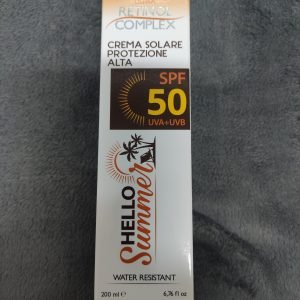 RETINOL
COMPLEX
CREMA SOLARE
PROTEZIONE
ALTA
SPF
50
UVA+UVB
HELLO
Summer
WATER RESISTANT
200 ml e
6,76 fl oz